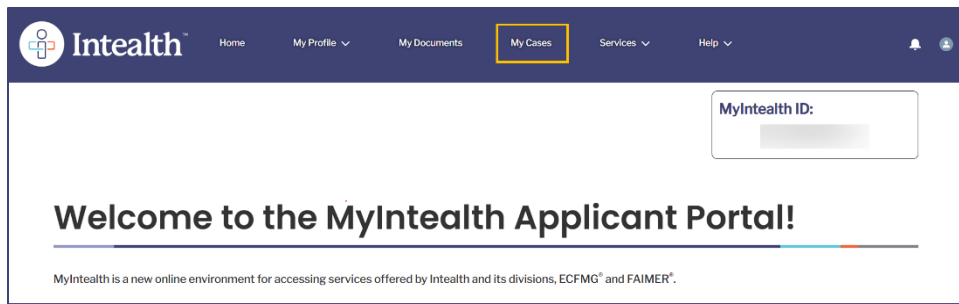 Intealth™ Home My Profile My Documents My Cases Services Help
MyIntealth ID:
Welcome to the MyIntealth Applicant Portal!
MyIntealth is a new online environment for accessing services offered by Intealth and its divisions, ECFMG® and FAIMER®.